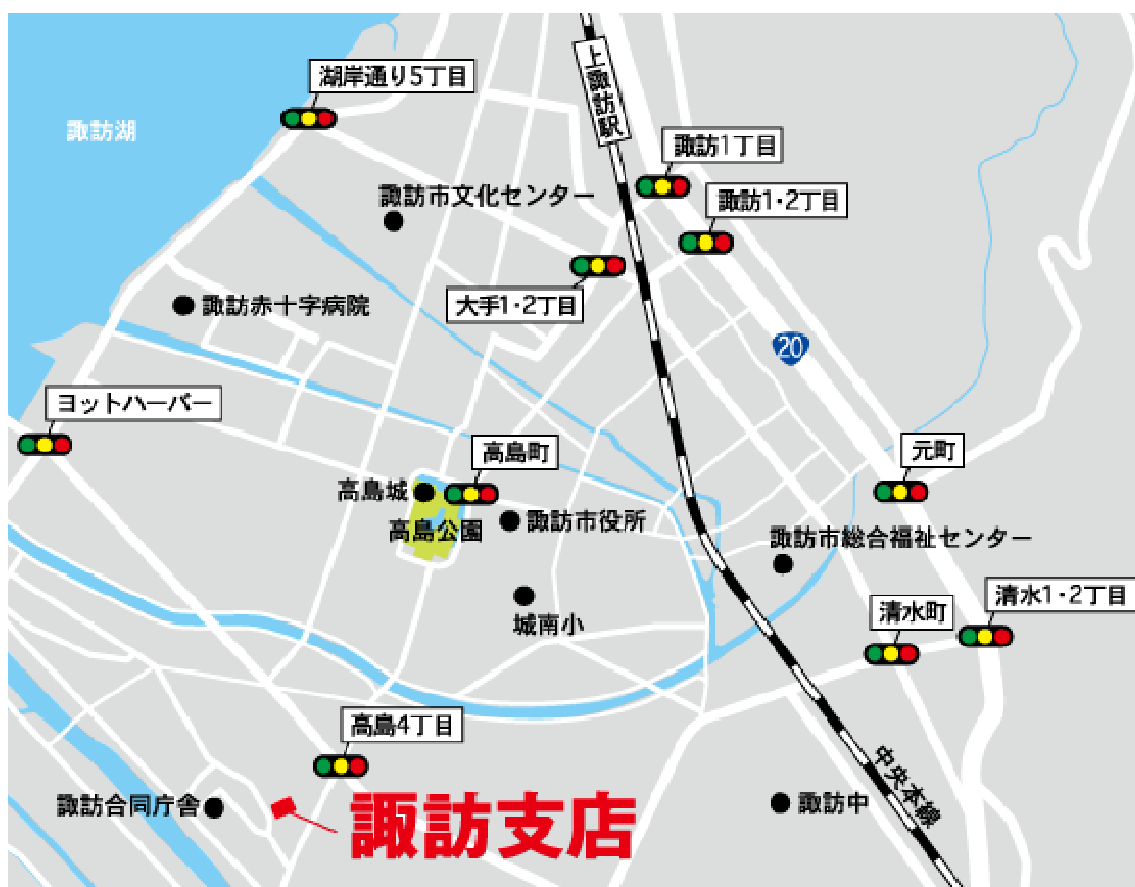 湖岸通り5丁目
上諏訪駅
諏訪湖
諏訪1丁目
諏訪市文化センター
諏訪1・2丁目
大手1・2丁目
諏訪赤十字病院
20
ヨットハーバー
高島町
元町
高島城
諏訪市役所
高島公園
諏訪市総合福祉センター
清水1・2丁目
清水町
城南小
高島4丁目
中央本線
諏訪合同庁舎
諏訪支店
諏訪中